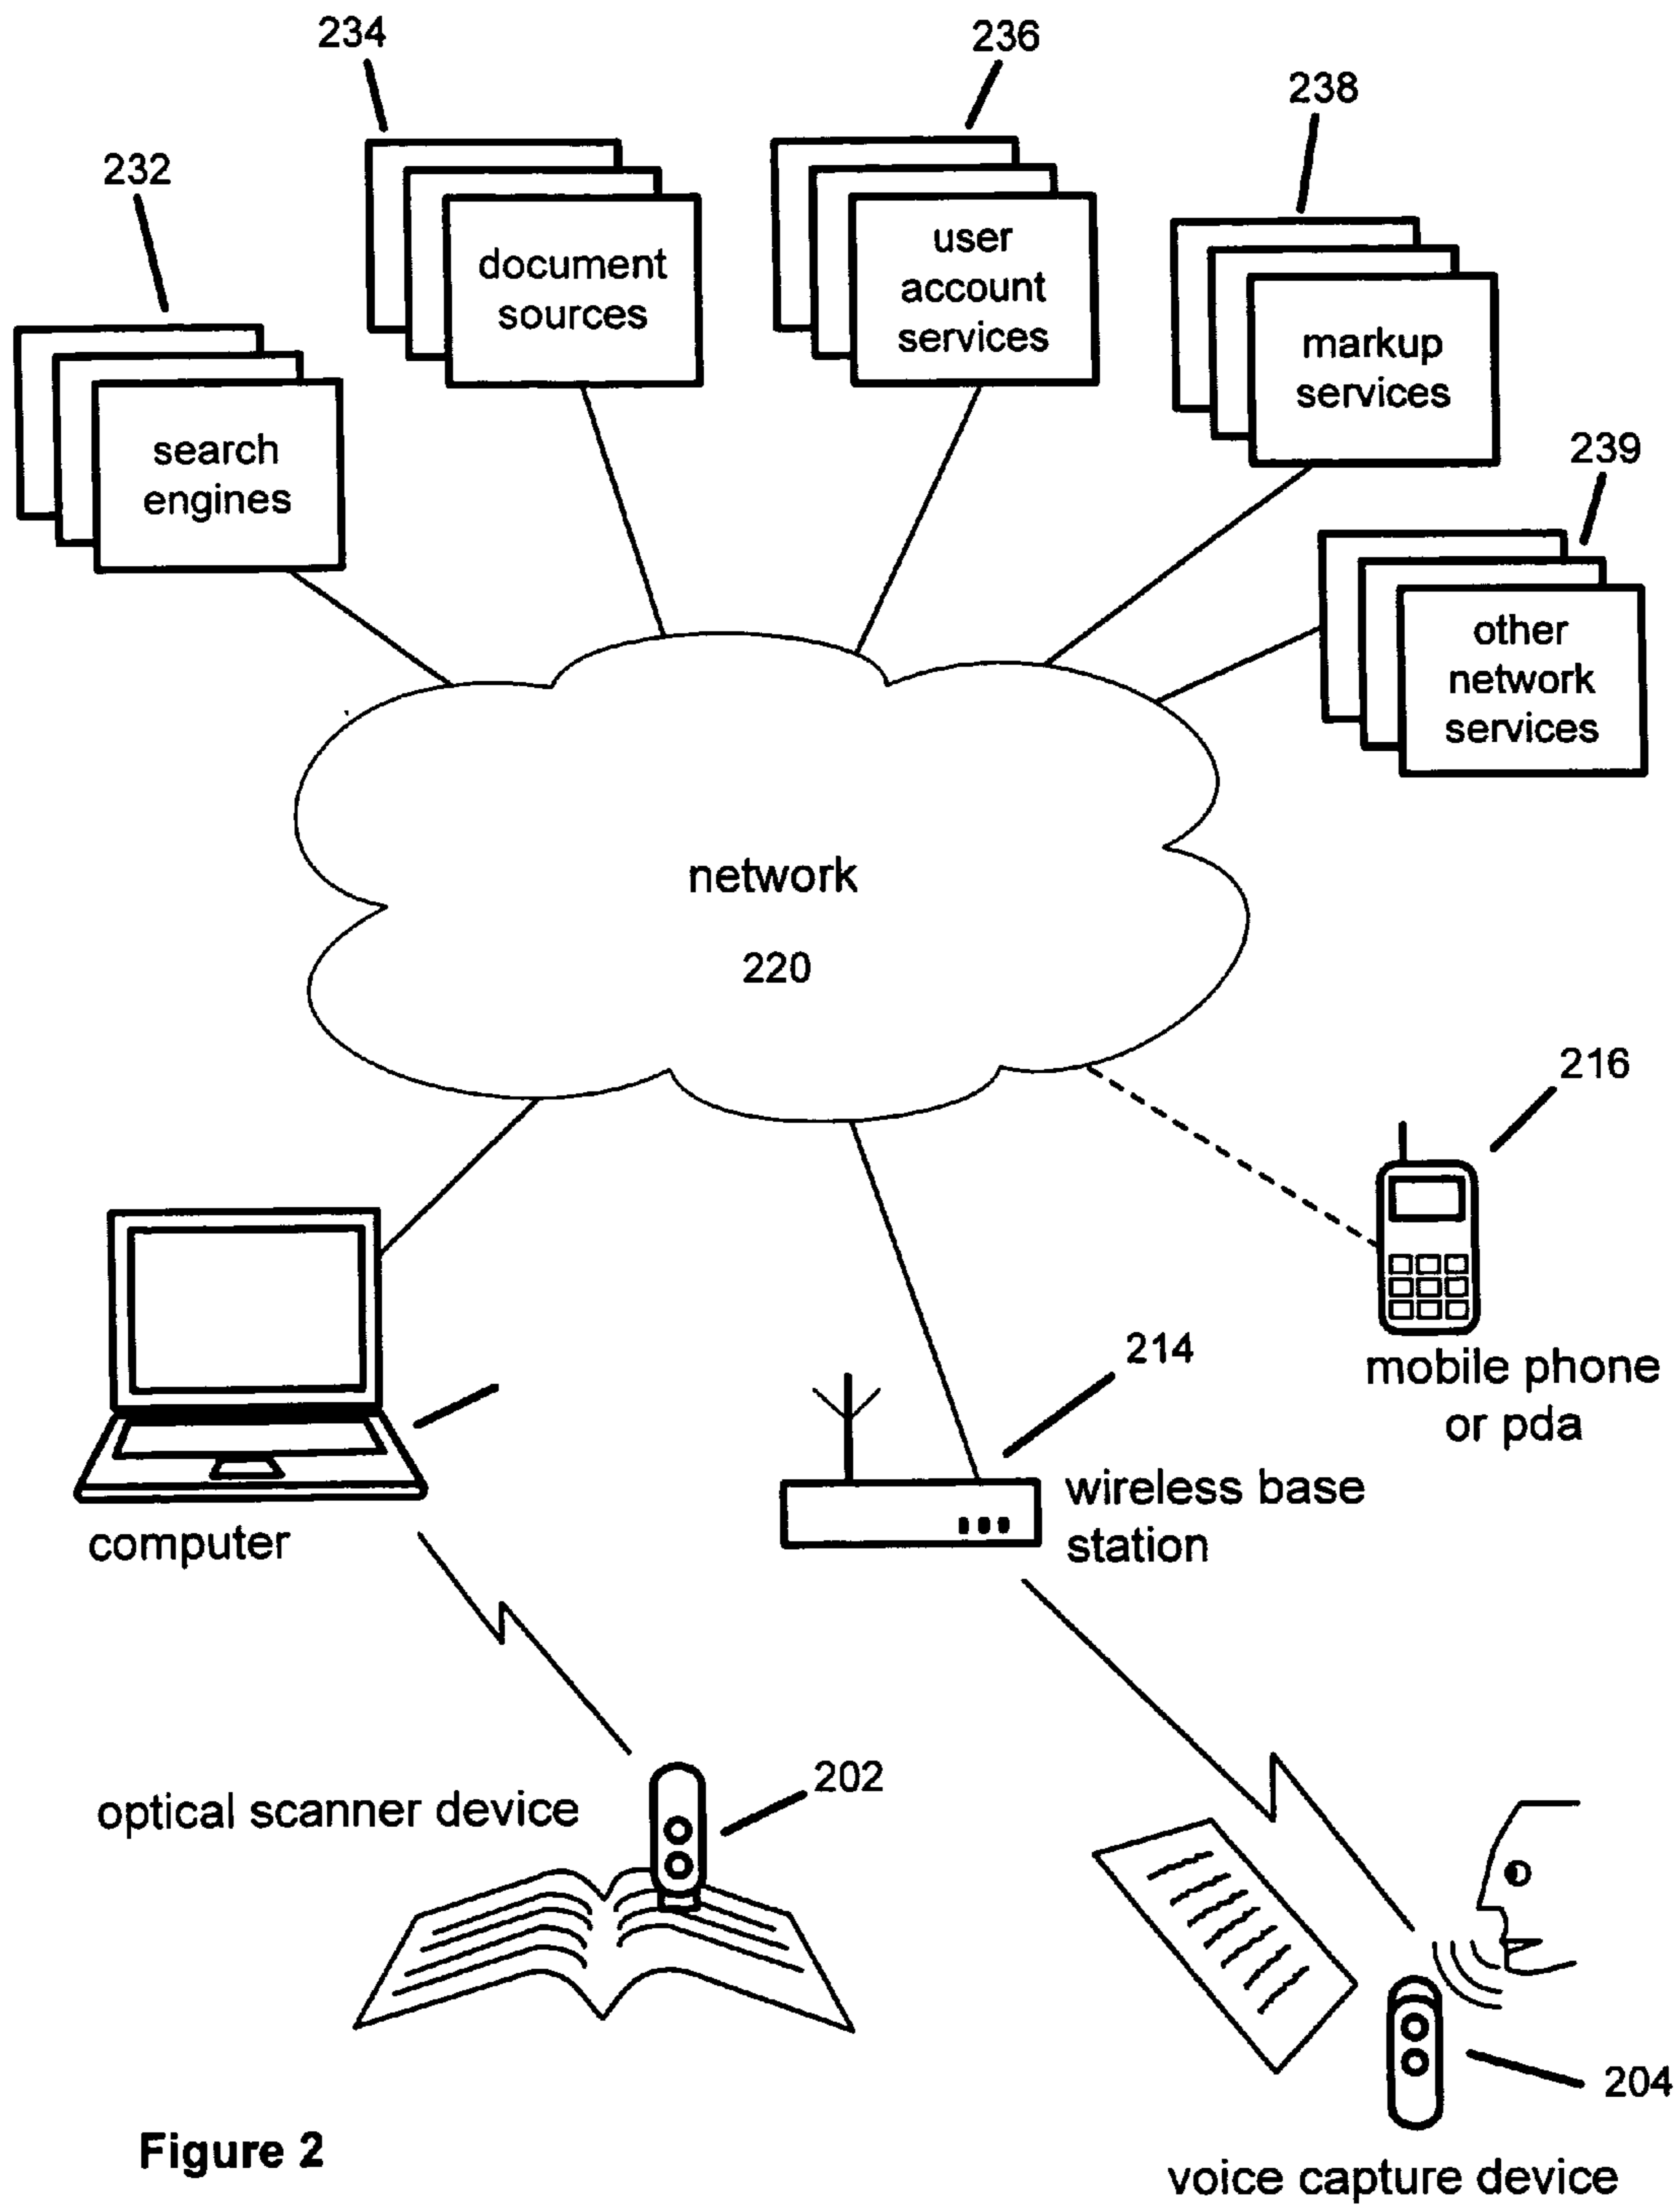 234
236
238
232
document
sources
user
account
services
markup
services
search
engines
239
other
network
services
network
220
216
mobile phone
or pda
214
wireless base
station
computer
optical scanner device
202
204
Figure 2
voice capture device